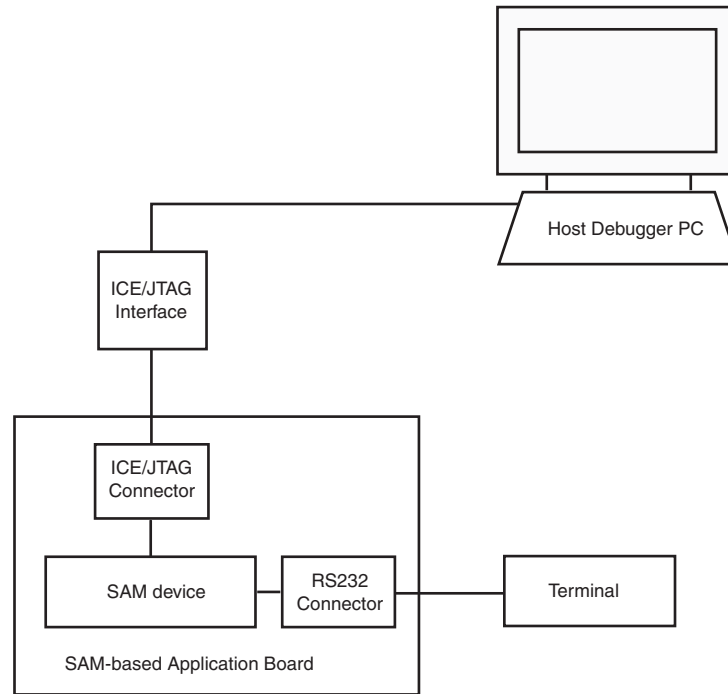 Host Debugger PC
ICE/JTAG
Interface
ICE/JTAG
Connector
SAM device
RS232
Connector
Terminal
SAM-based Application Board